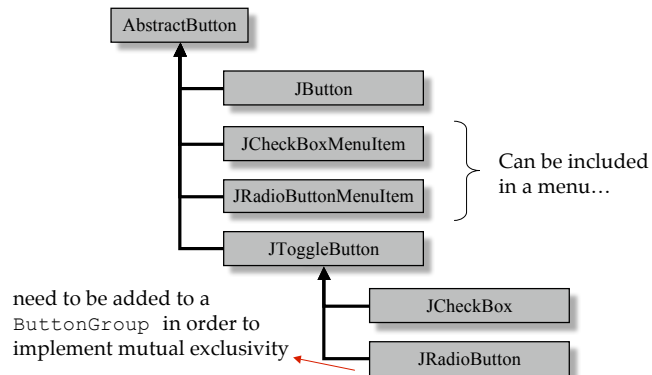 AbstractButton
JButton
JCheckBoxMenuItem
JRadioButtonMenuItem
Can be included
in a menu…
JToggleButton
need to be added to a
ButtonGroup in order to
implement mutual exclusivity
JCheckBox
JRadioButton